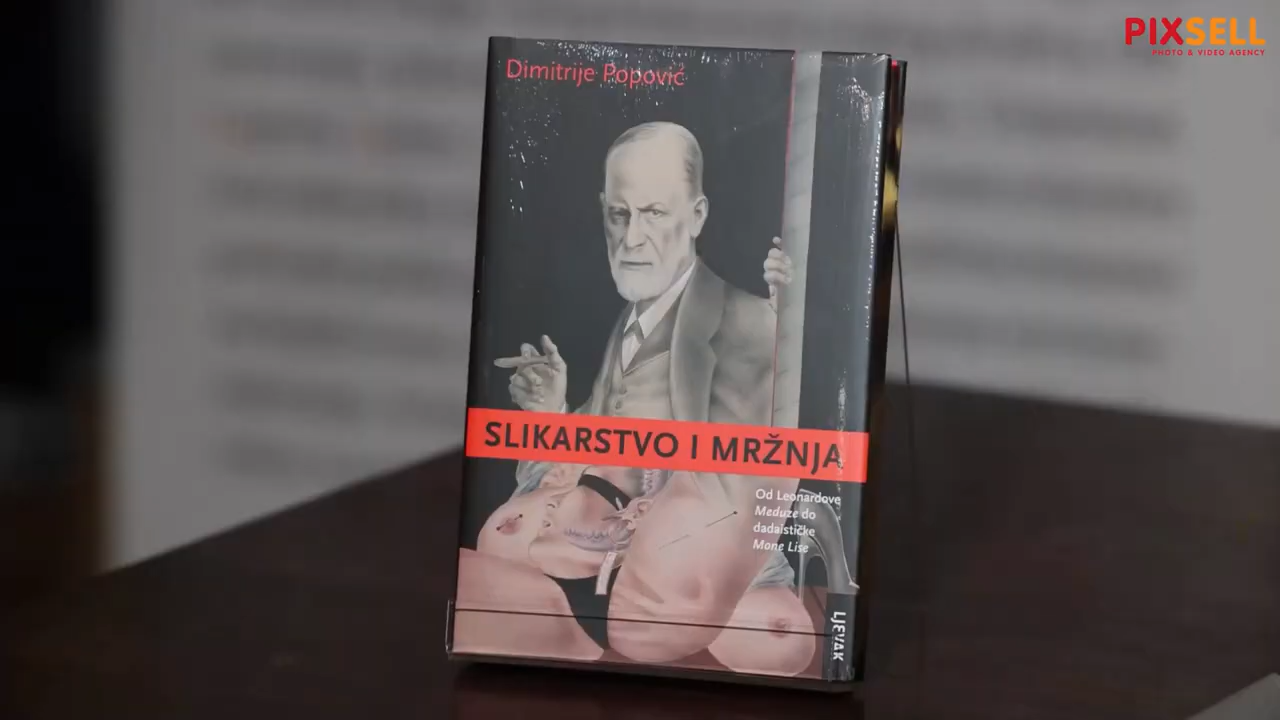 PIXSELL
PHOTO & VIDEO AGENCY
Dimitrije Popović
SLIKARSTVO I MRŽNJA
Od Leonardove
Meduze do
dadaističke
Mone Lise
LJEVAK